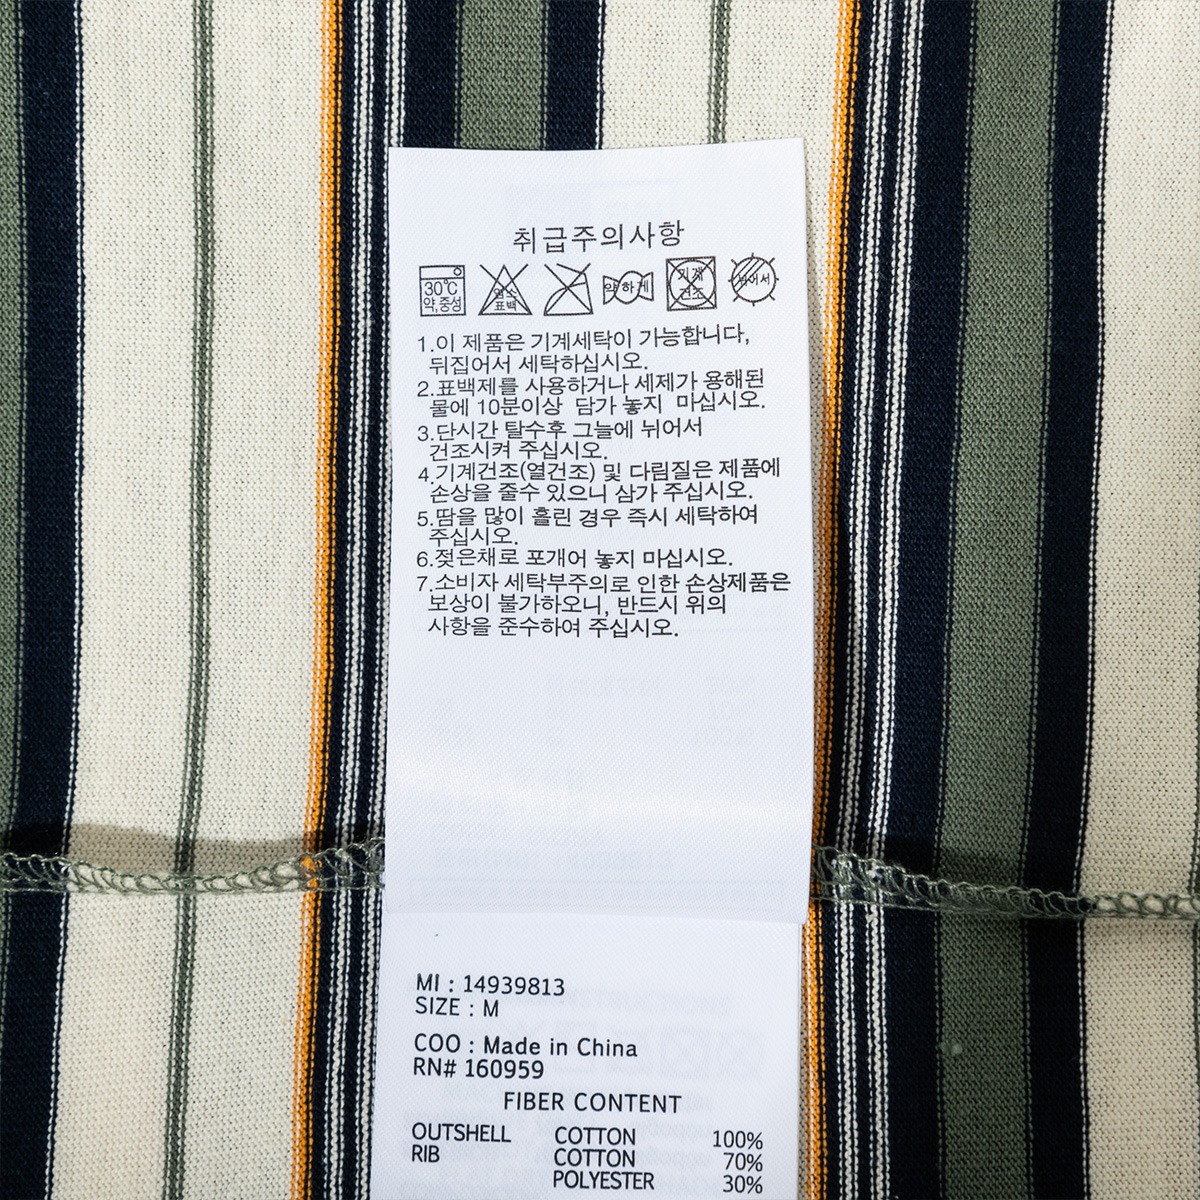 취급주의사항
30℃ 약,중성 염소 표백 약하게 기계 건조 뉘어서
1.이 제품은 기계세탁이 가능합니다,
뒤집어서 세탁하십시오.
2.표백제를 사용하거나 세제가 용해된
물에 10분이상 담가 놓지 마십시오.
3.단시간 탈수후 그늘에 뉘어서
건조시켜 주십시오.
4.기계건조(열건조) 및 다림질은 제품에
손상을 줄수 있으니 삼가 주십시오.
5.땀을 많이 흘린 경우 즉시 세탁하여
주십시오.
6.젖은채로 포개어 놓지 마십시오.
7.소비자 세탁부주의로 인한 손상제품은
보상이 불가하오니, 반드시 위의
사항을 준수하여 주십시오.
MI : 14939813
SIZE : M
COO : Made in China
RN# 160959
FIBER CONTENT
OUTSHELL COTTON 100%
RIB COTTON 70%
POLYESTER 30%